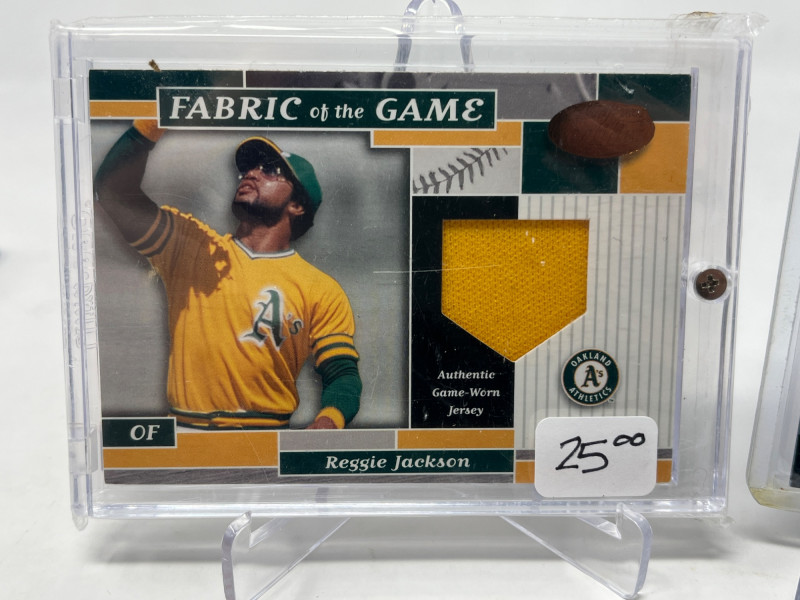 FABRIC of the GAME
A's
Authentic
Game-Worn
Jersey
OAKLAND
A's
ATHLETICS
OF
Reggie Jackson
25⁰⁰